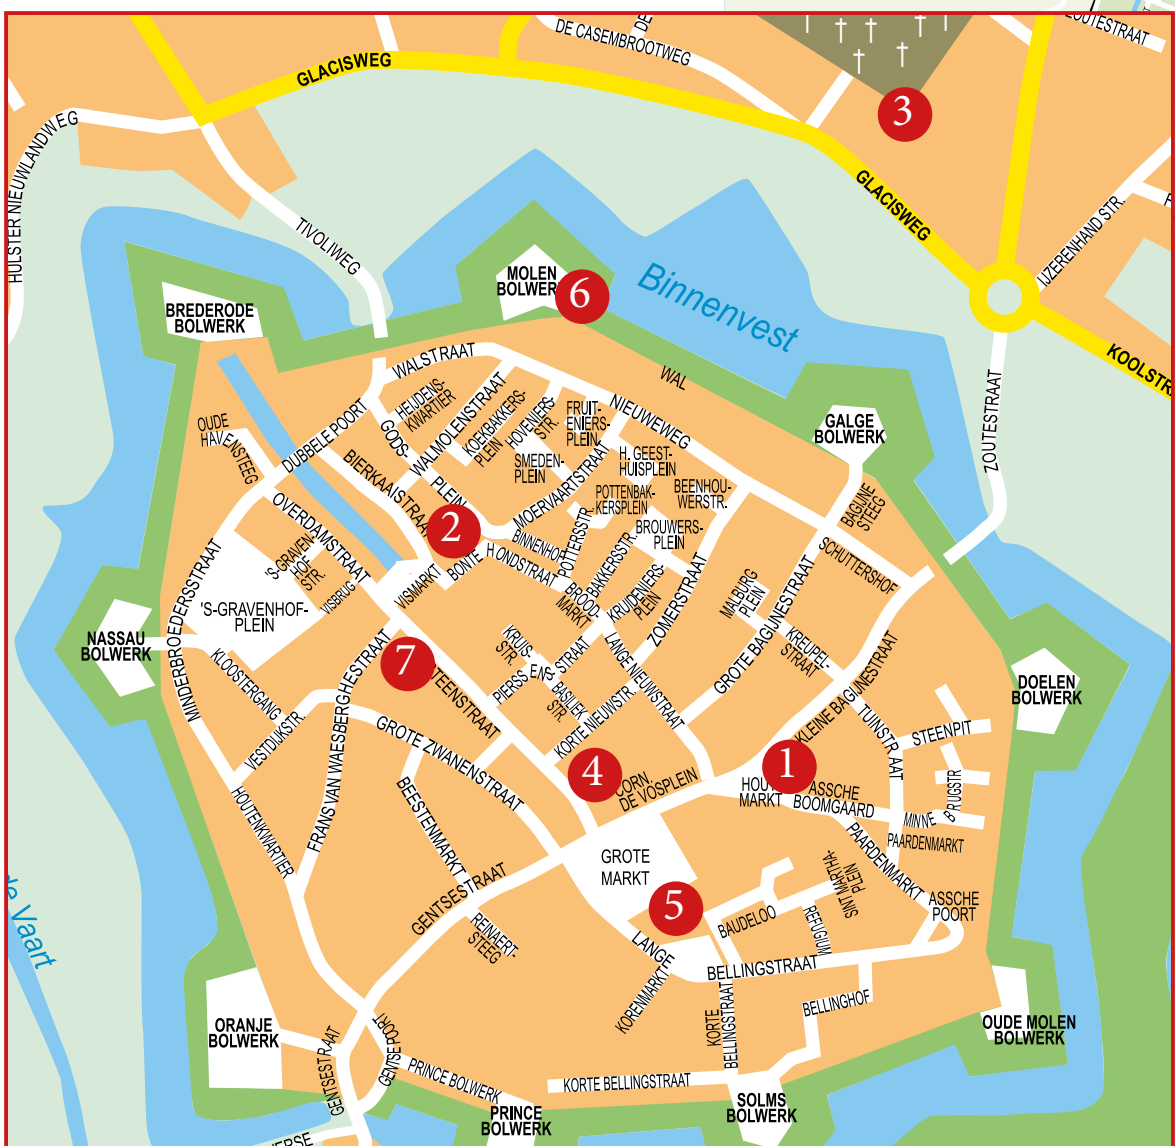 ZOUTESTRAAT
DE CASEMBROOTWEG
DE
GLACISWEG
3
HULSTER NIEUWLANDWEG
TIVOLIWEG
GLACISWEG
IJZERENHAND STR.
KOOLSTR
ZOUTESTRAAT
Binnenvest
MOLEN
BOLWER
6
BREDERODE
BOLWERK
WAL
WALSTRAAT
NIEUWEWEG
GALGE
BOLWERK
HEIJDENS-
KWARTIER
GODS-
PLEIN
WALMOLENSTRAAT
KOEKBAKKERS-
PLEIN
HOVENIERS-
STR.
FRUIT-
ENIERS-
PLEIN
SMEDEN-
PLEIN
H. GEEST-
HUISPLEIN
MOERVAARTSTRAAT
POTTENBAK-
KERSPLEIN
BEENHOU-
WERSTR.
BROUWERS-
PLEIN
BAGIJNE
STEEG
SCHUTTERSHOF
OUDE
HAVENSTEEG
DUBBELE POORT
BIERKAAISTRAAT
2
OVERDAMSTRAAT
'S-GRAVEN
HOF
STR.
VISBRUG
VISMARKT
BONTE
HONDSTRAAT
BINNENHOF
POTTERSSTR.
BAKKERSSTR.
BROOD-
MARKT
KRUIDENIERS-
PLEIN
ZOMERSTRAAT
MALBURG
PLEIN
KREUPEL-
STRAAT
GROTE BAGIJNESTRAAT
KLEINE BAGIJNESTRAAT
'S-GRAVENHOF-
PLEIN
MINDERBROEDERSSTRAAT
NASSAU
BOLWERK
KLOOSTERGANG
VESTDIJKSTR.
FRANS VAN WAESBERGHESTRAAT
7
STEENSTRAAT
KRUIS-
STR.
PIERSSENSSTRAAT
BASILIEK
STR.
KORTE NIEUWSTR.
LANGE NIEUWSTRAAT
4
CORN.
DE VOSPLEIN
1
HOUT
MARKT
ASSCHE
BOOMGAARD
TUINSTRAAT
STEENPIT
BRUGSTR
MINNE
PAARDENMARKT
PAARDENMARKT
DOELEN
BOLWERK
GROTE ZWANENSTRAAT
BEESTENMARKT
HOUTENKWARTIER
GENTSESTRAAT
REINAERT-
STEEG
GROTE
MARKT
5
LANGE
BELLINGSTRAAT
KORENMARKT
BAUDELOO
REFUGIUM
SINT MARTHA-
PLEIN
ASSCHE
POORT
KORTE
BELLINGSTRAAT
BELLINGHOF
OUDE MOLEN
BOLWERK
de Vaart
ORANJE
BOLWERK
GENTSESTRAAT
GENTSEPOORT
PRINCE BOLWERK
PRINCE
BOLWERK
KORTE BELLINGSTRAAT
SOLMS
BOLWERK